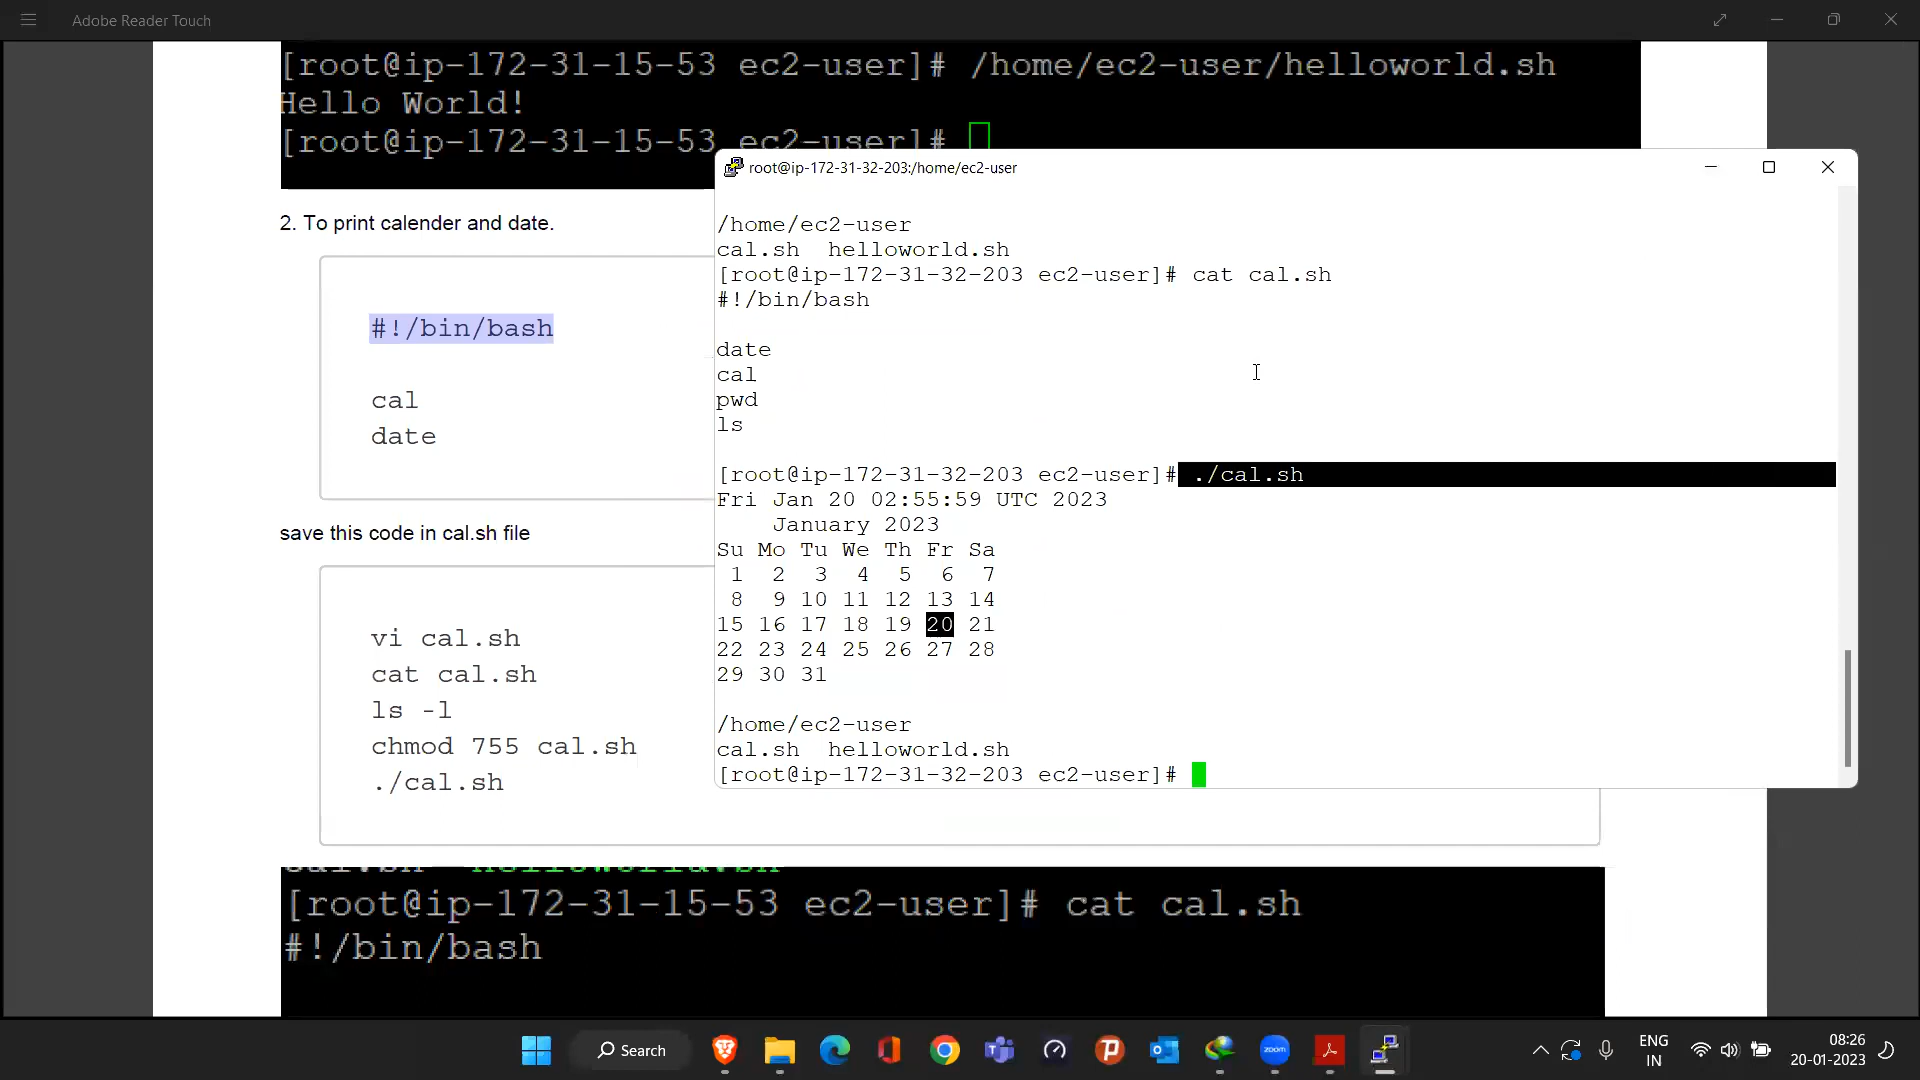 Adobe Reader Touch
[root@ip-172-31-15-53 ec2-user]# /home/ec2-user/helloworld.sh
Hello World!
[root@ip-172-31-15-53 ec2-user]#
2. To print calender and date.
#!/bin/bash
cal
date
save this code in cal.sh file
vi cal.sh
cat cal.sh
ls -l
chmod 755 cal.sh
./cal.sh
root@ip-172-31-32-203:/home/ec2-user
/home/ec2-user
cal.sh  helloworld.sh
[root@ip-172-31-32-203 ec2-user]# cat cal.sh
#!/bin/bash
date
cal
pwd
ls
[root@ip-172-31-32-203 ec2-user]# ./cal.sh
Fri Jan 20 02:55:59 UTC 2023
January 2023
Su Mo Tu We Th Fr Sa
1 2 3 4 5 6 7
8 9 10 11 12 13 14
15 16 17 18 19 20 21
22 23 24 25 26 27 28
29 30 31
/home/ec2-user
cal.sh  helloworld.sh
[root@ip-172-31-32-203 ec2-user]#
cal.sh  helloworld.sh
[root@ip-172-31-15-53 ec2-user]# cat cal.sh
#!/bin/bash
Search
zoom
ENG
IN
08:26
20-01-2023